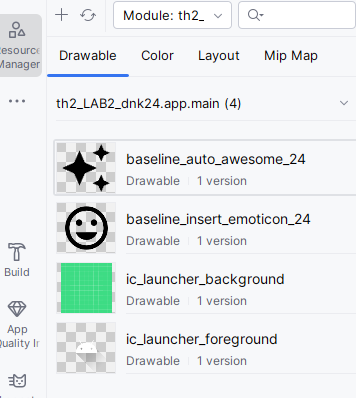 Module: th2_
Resource
Manager
Drawable Color Layout Mip Map
th2_LAB2_dnk24.app.main (4)
baseline_auto_awesome_24
Drawable 1 version
baseline_insert_emoticon_24
Drawable 1 version
Build
ic_launcher_background
Drawable 1 version
App
Quality In
ic_launcher_foreground
Drawable 1 version